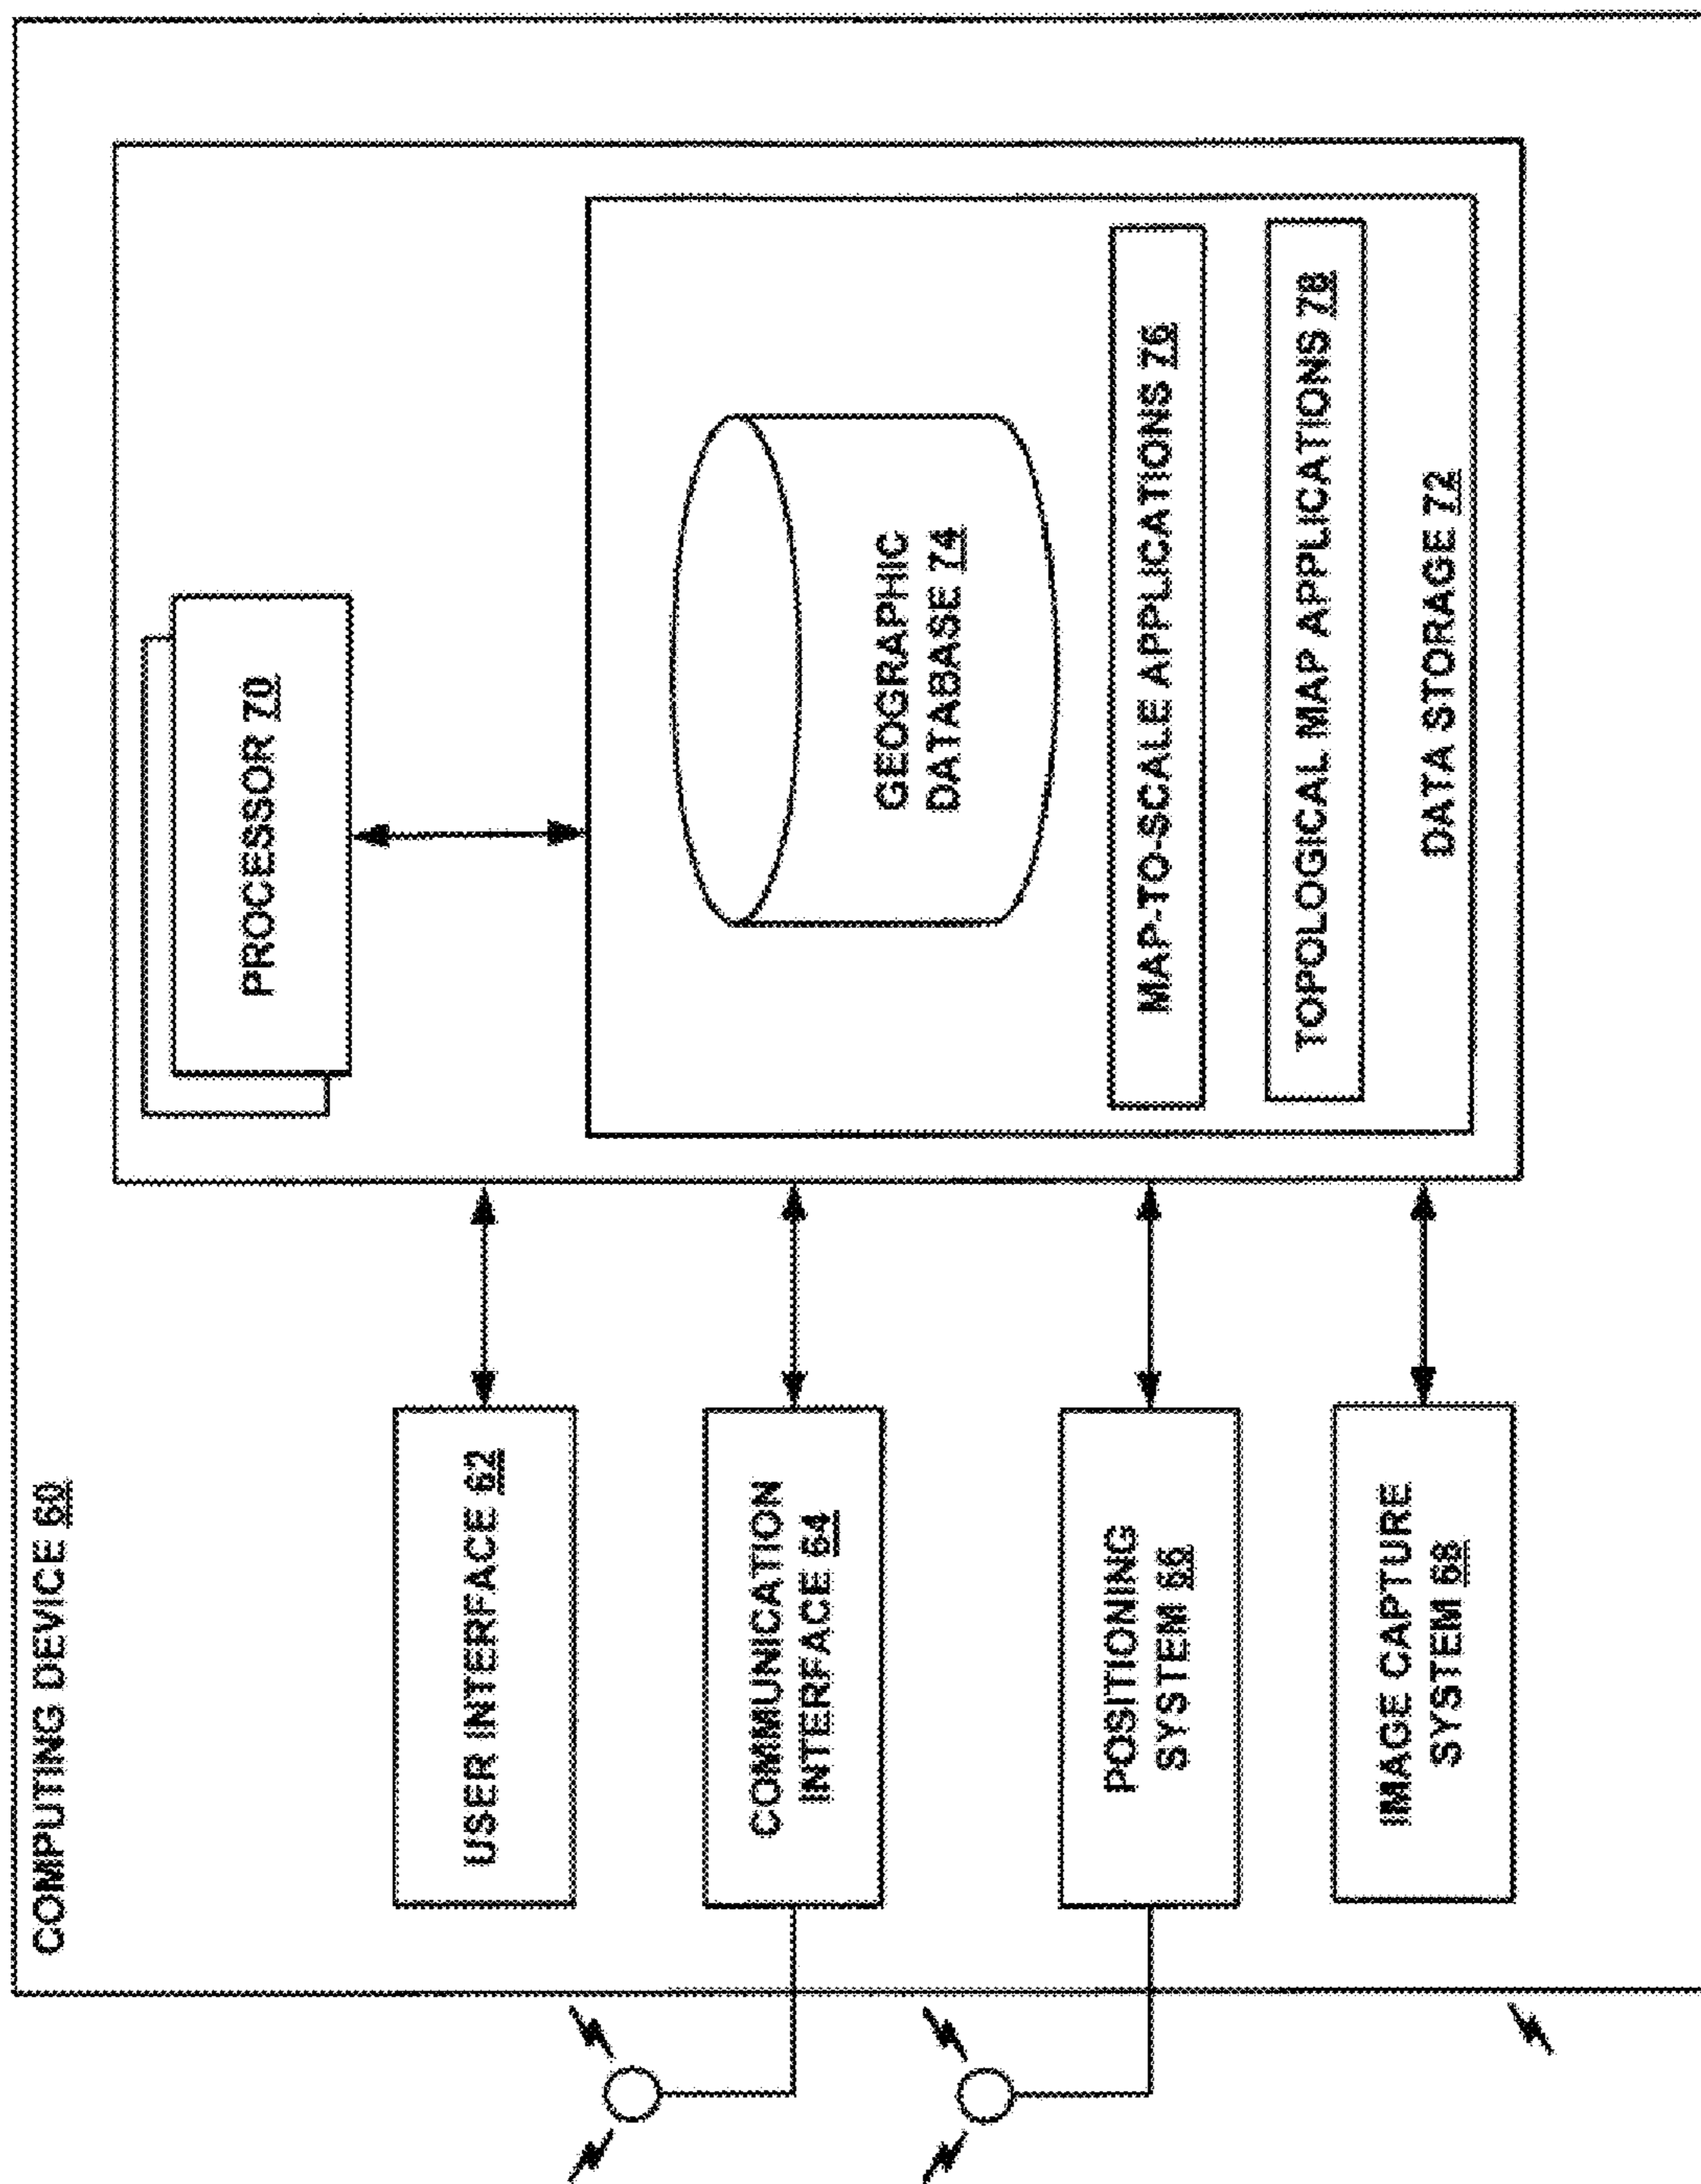 COMPUTING DEVICE 60
USER INTERFACE 62
COMMUNICATION
INTERFACE 64
POSITIONING
SYSTEM 66
IMAGE CAPTURE
SYSTEM 68
PROCESSOR 70
GEOGRAPHIC
DATABASE 74
MAP-TO-SCALE APPLICATIONS 76
TOPOLOGICAL MAP APPLICATIONS 78
DATA STORAGE 72